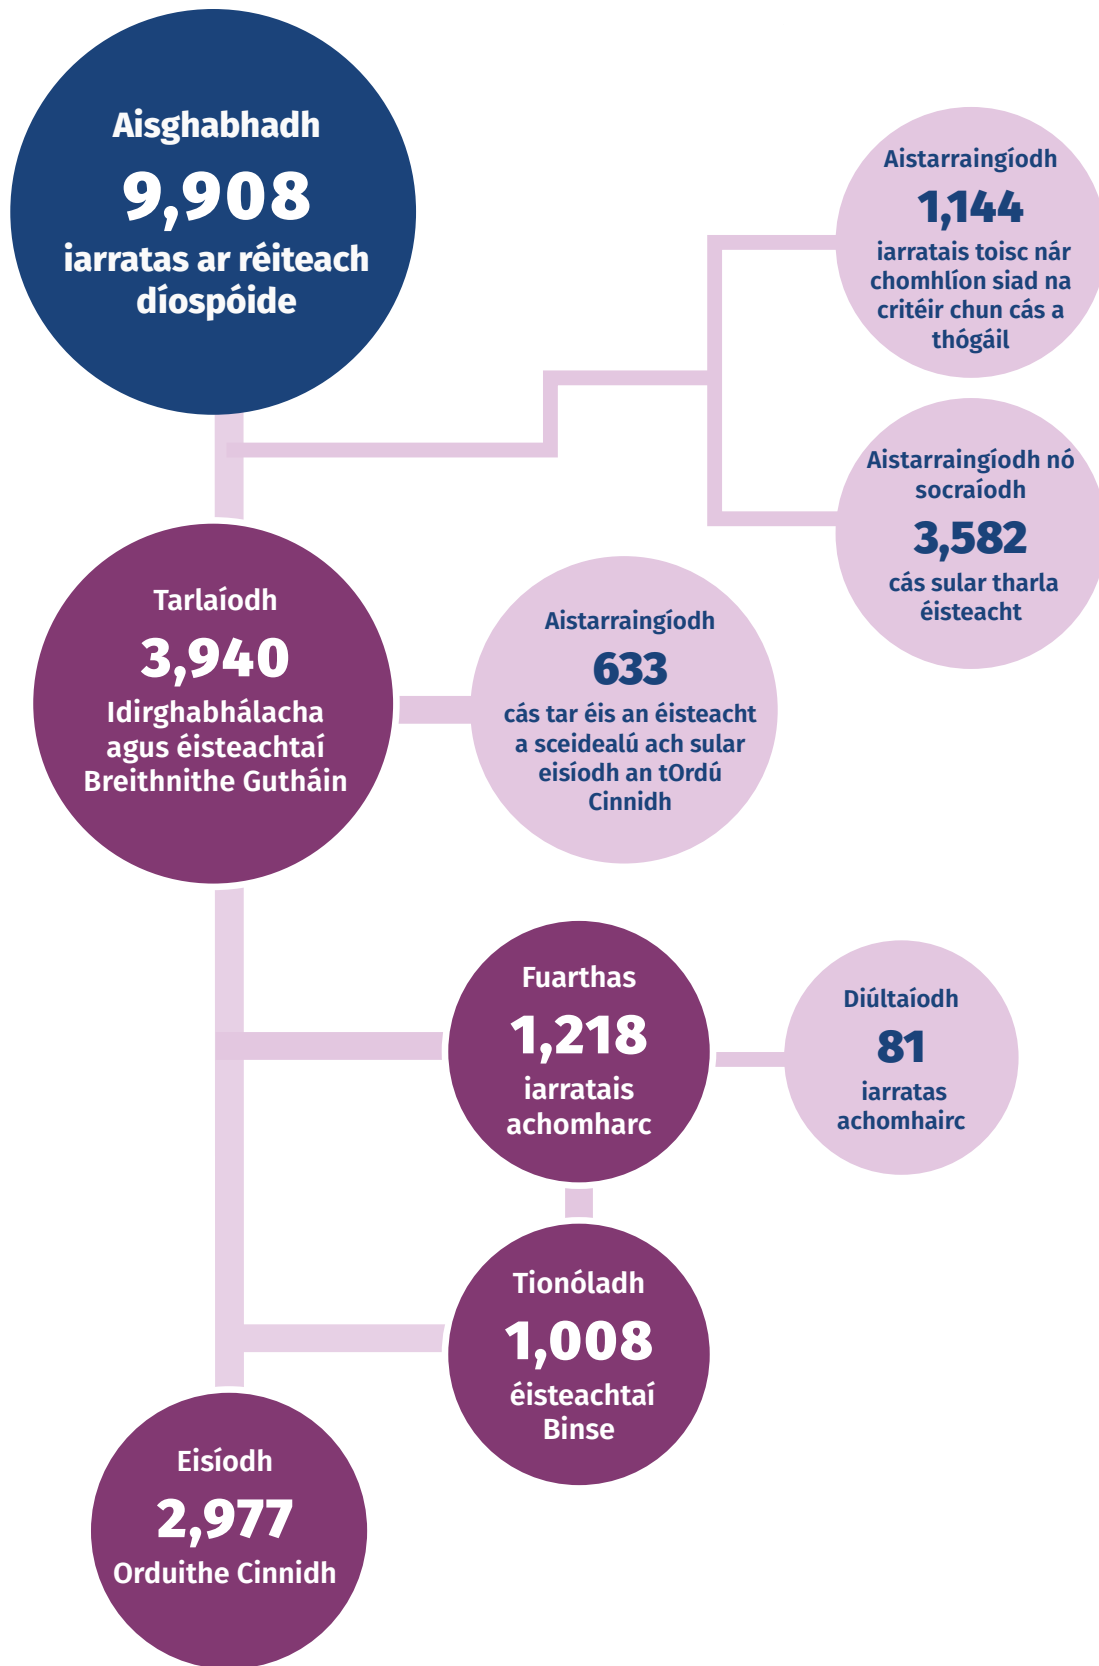 Aisghabhadh
9,908
iarratas ar réiteach
díospóide
Aistarraingíodh
1,144
iarratais toisc nár
chomhlíon siad na
critéir chun cás a
thógáil
Aistarraingíodh nó
socraíodh
3,582
cás sular tharla
éisteacht
Tarlaíodh
3,940
Idirghabhálacha
agus éisteachtaí
Breithnithe Gutháin
Aistarraingíodh
633
cás tar éis an éisteacht
a sceidealú ach sular
eisíodh an tOrdú
Cinnidh
Fuarthas
1,218
iarratais
achomharc
Diúltaíodh
81
iarratas
achomhairc
Tionóladh
1,008
éisteachtaí
Binse
Eisíodh
2,977
Orduithe Cinnidh